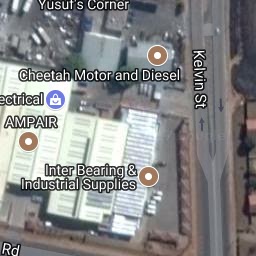 Yusuf's Corner
Cheetah Motor and Diesel
Kelvin St
ectrical
AMPAIR
Inter Bearing &
Industrial Supplies
Rd